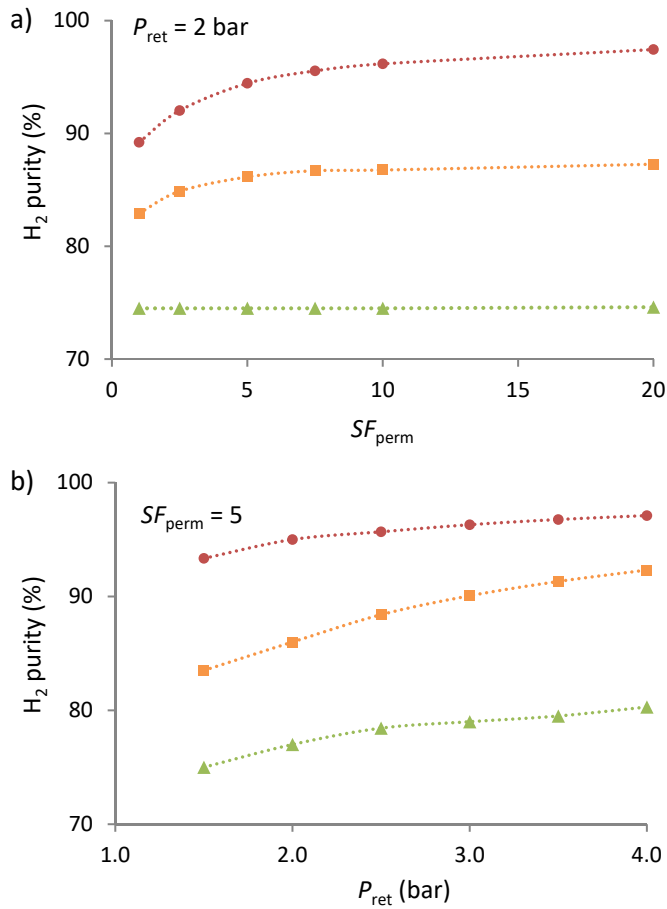 a)
P_ret = 2 bar
100
90
80
70
H₂ purity (%)
0 5 10 15 20
SF_perm
b)
SF_perm = 5
100
90
80
70
H₂ purity (%)
1.0 2.0 3.0 4.0
P_ret (bar)